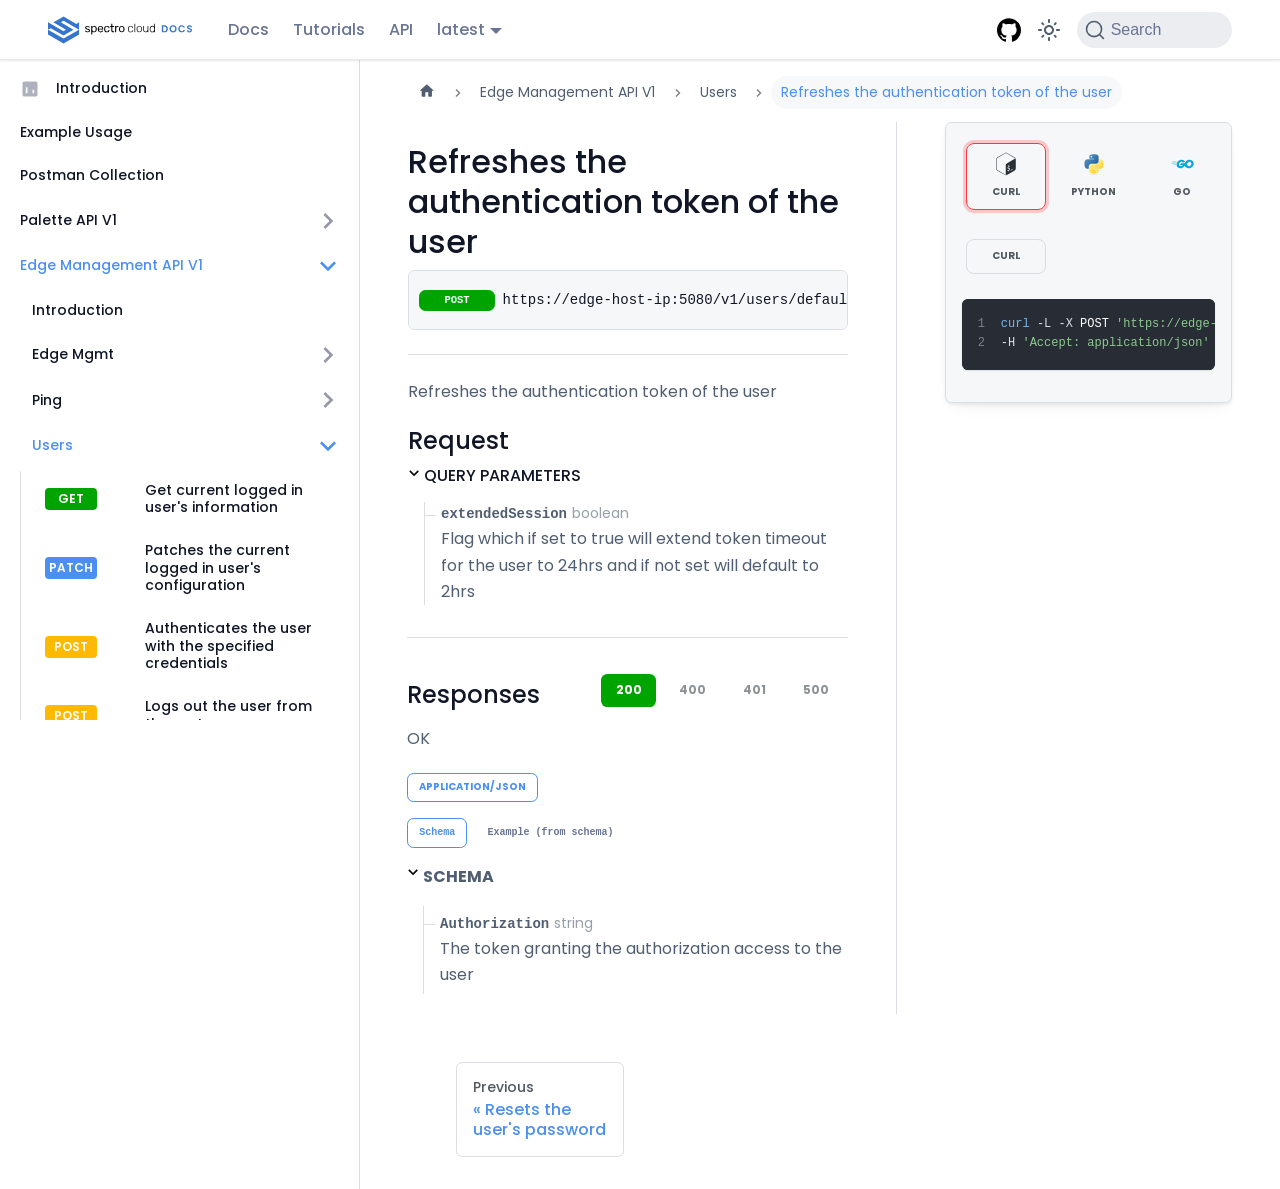 spectro cloud DOCS
Docs
Tutorials
API
latest
Search
Introduction
Example Usage
Postman Collection
Palette API V1
Edge Management API V1
Introduction
Edge Mgmt
Ping
Users
GET
Get current logged in
user's information
PATCH
Patches the current
logged in user's
configuration
POST
Authenticates the user
with the specified
credentials
POST
Logs out the user from
Edge Management API V1
Users
Refreshes the authentication token of the user
Refreshes the
authentication token of the
user
POST https://edge-host-ip:5080/v1/users/defaul
Refreshes the authentication token of the user
Request
QUERY PARAMETERS
extendedSession boolean
Flag which if set to true will extend token timeout
for the user to 24hrs and if not set will default to
2hrs
Responses
200
400
401
500
OK
APPLICATION/JSON
Schema
Example (from schema)
SCHEMA
Authorization string
The token granting the authorization access to the
user
Previous
« Resets the
user's password
CURL
PYTHON
GO
CURL
1 curl -L -X POST 'https://edge-
2 -H 'Accept: application/json'